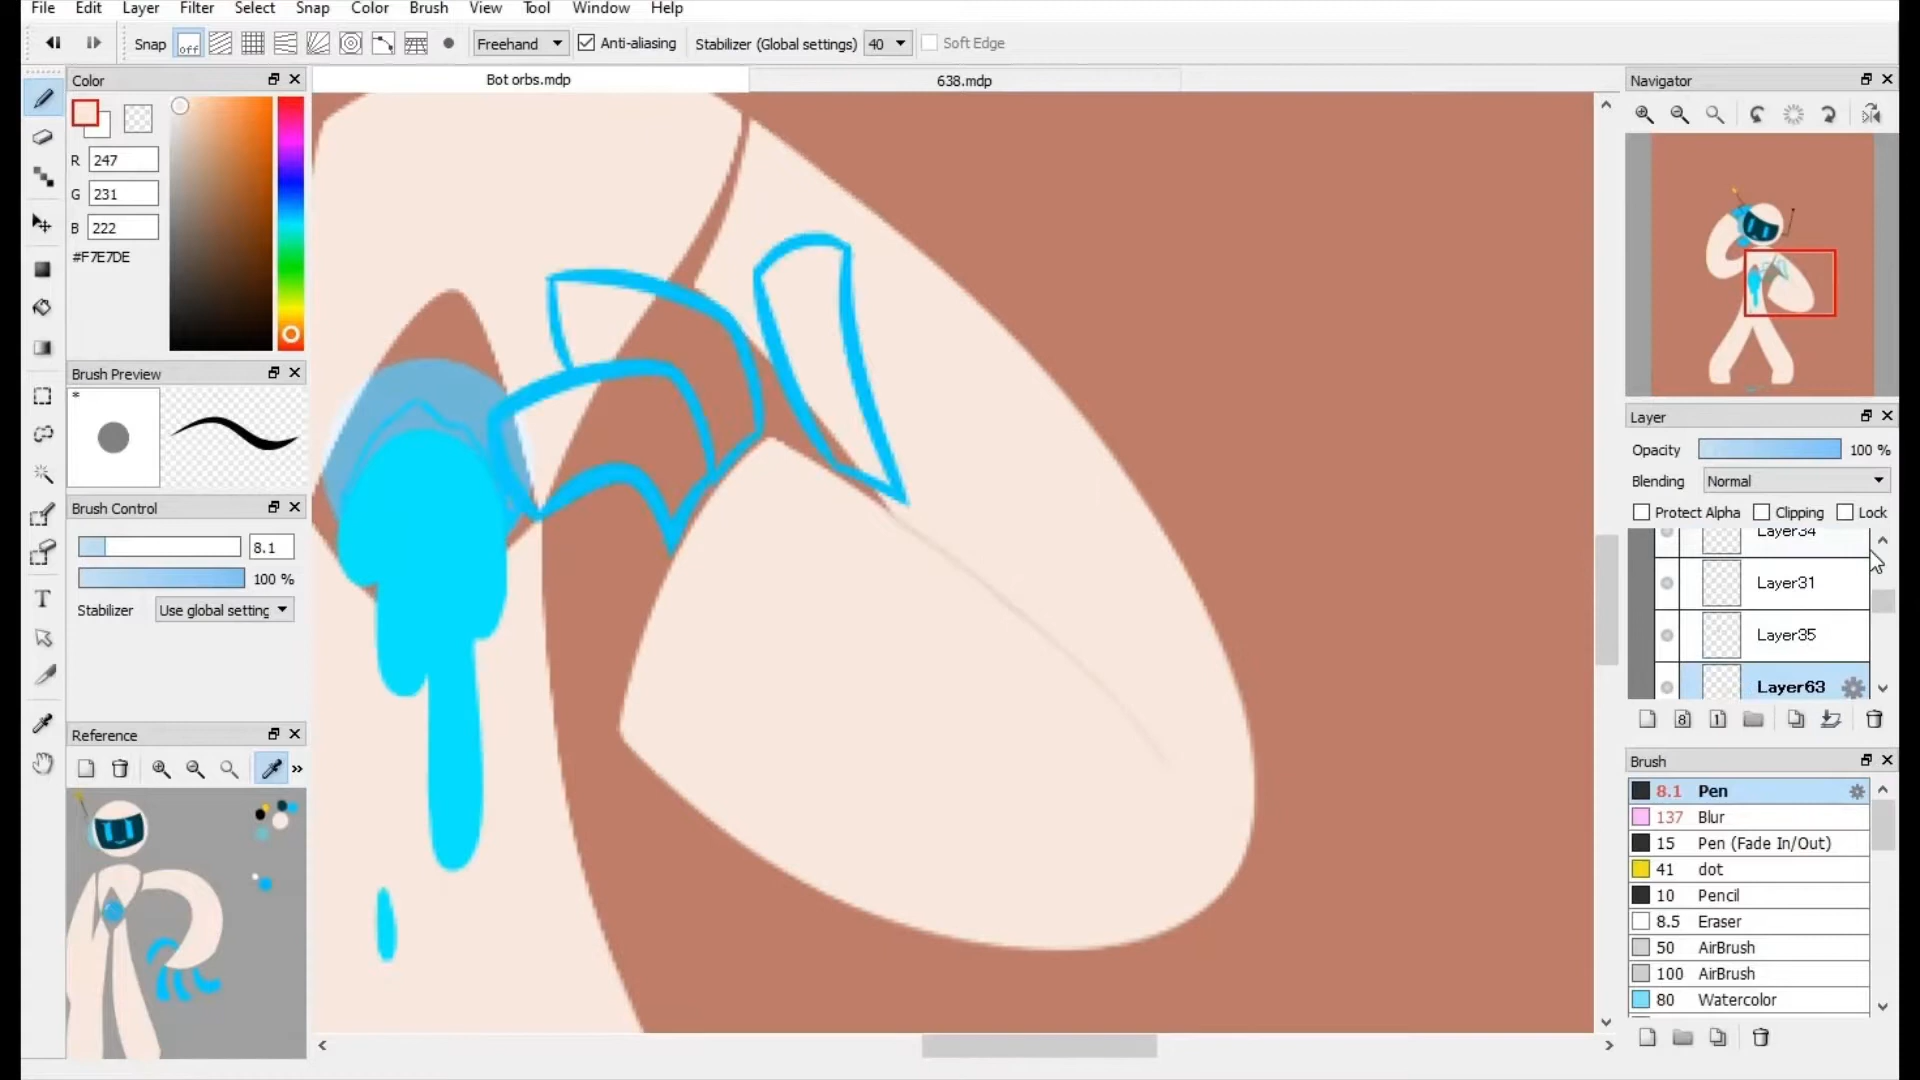 File Edit Layer Filter Select Snap Color Brush View Tool Window Help
Snap off Freehand Anti-aliasing Stabilizer (Global settings) 40 Soft Edge
Color
R 247
G 231
B 222
#F7E7DE
Brush Preview
*
Brush Control
8.1
100 %
Stabilizer Use global setting
Reference
Bot orbs.mdp 638.mdp
Navigator
Layer
Opacity 100 %
Blending Normal
Protect Alpha Clipping Lock
Layer34
Layer31
Layer35
Layer63
8 1
Brush
8.1 Pen
137 Blur
15 Pen (Fade In/Out)
41 dot
10 Pencil
8.5 Eraser
50 AirBrush
100 AirBrush
80 Watercolor